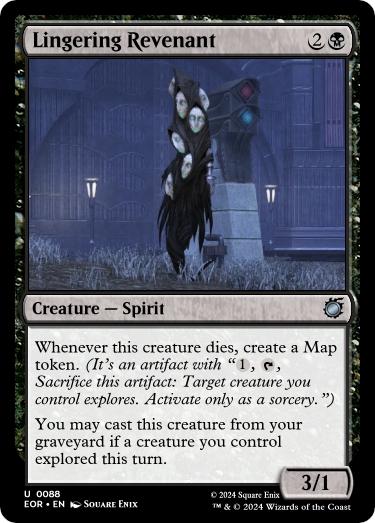 Lingering Revenant 2
Creature — Spirit
Whenever this creature dies, create a Map
token. (It's an artifact with “1, ,
Sacrifice this artifact: Target creature you
control explores. Activate only as a sorcery.”)
You may cast this creature from your
graveyard if a creature you control
explored this turn.
3/1
U 0088
EOR • EN Square Enix
© 2024 Square Enix
™ & © 2024 Wizards of the Coast